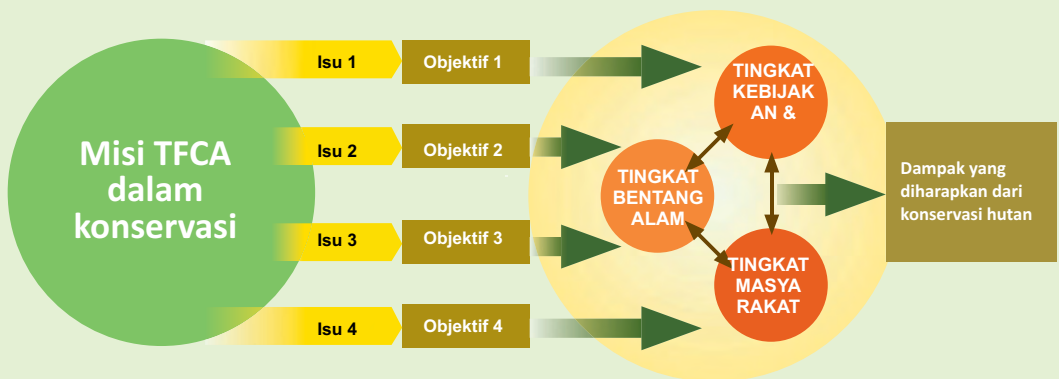 Misi TFCA
dalam
konservasi
Isu 1
Objektif 1
Isu 2
Objektif 2
Isu 3
Objektif 3
Isu 4
Objektif 4
TINGKAT
KEBIJAK
AN &
TINGKAT
BENTANG
ALAM
TINGKAT
MASYA
RAKAT
Dampak yang
diharapkan dari
konservasi hutan